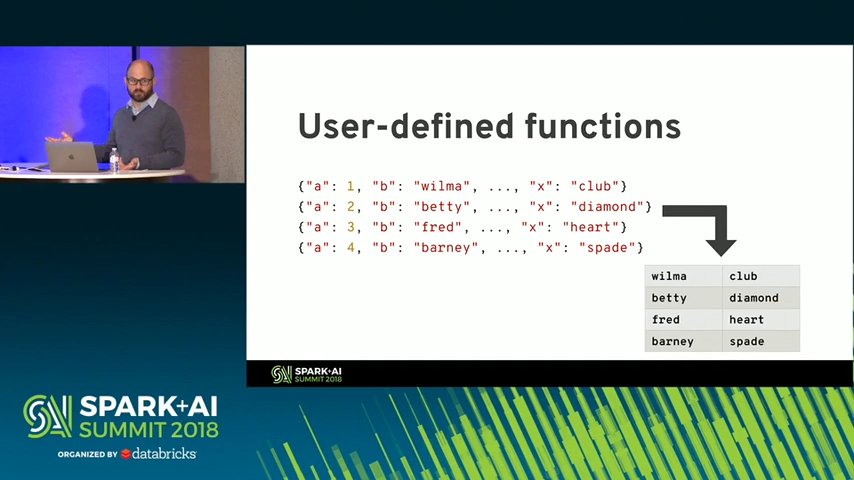 User-defined functions
{"a": 1, "b": "wilma", ..., "x": "club"}
{"a": 2, "b": "betty", ..., "x": "diamond"}
{"a": 3, "b": "fred", ..., "x": "heart"}
{"a": 4, "b": "barney", ..., "x": "spade"}
wilma club
betty diamond
fred heart
barney spade
SPARK+AI
SUMMIT 2018
SPARK+AI
SUMMIT 2018
ORGANIZED BY databricks